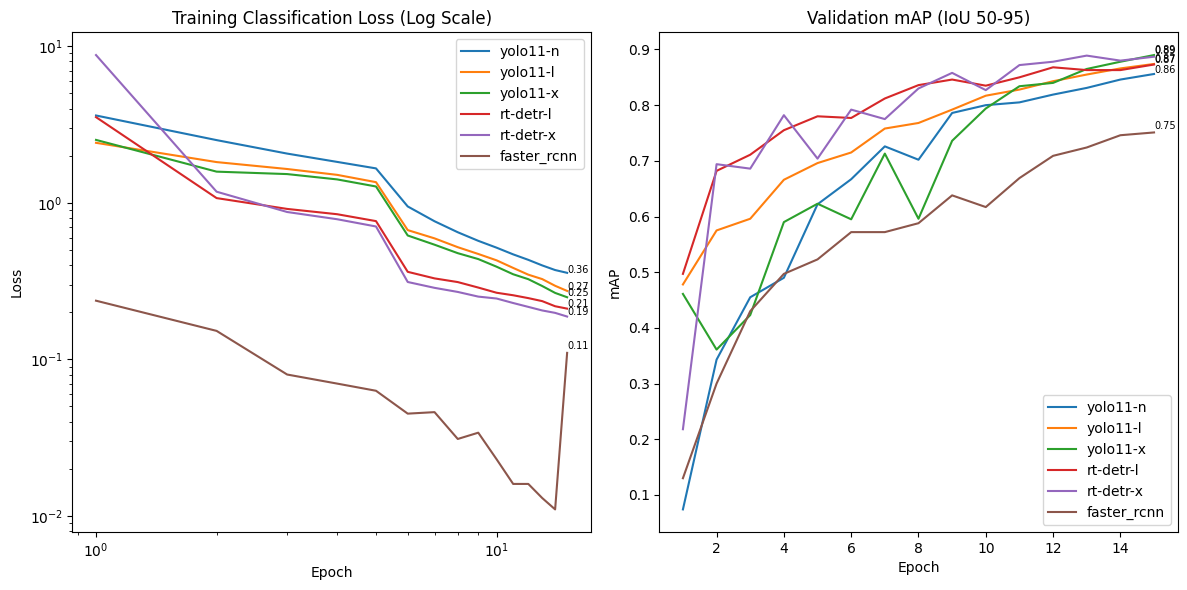 Training Classification Loss (Log Scale)
10¹
10⁰
10⁻¹
10⁻²
Loss
yolo11-n
yolo11-l
yolo11-x
rt-detr-l
rt-detr-x
faster_rcnn
0.36
0.27
0.25
0.21
0.19
0.11
10⁰
10¹
Epoch
Validation mAP (IoU 50-95)
0.9
0.8
0.7
0.6
0.5
0.4
0.3
0.2
0.1
mAP
0.89
0.87
0.86
0.75
yolo11-n
yolo11-l
yolo11-x
rt-detr-l
rt-detr-x
faster_rcnn
2 4 6 8 10 12 14
Epoch